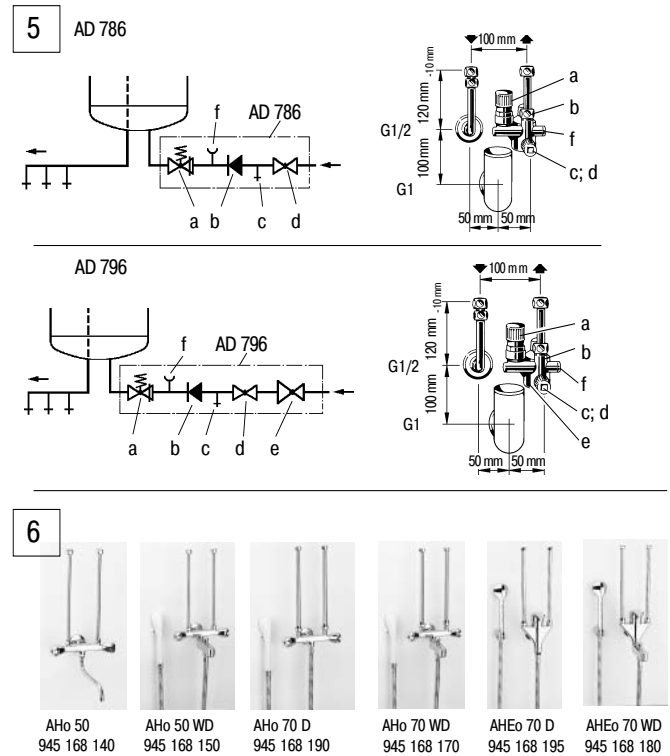 5 AD 786
f AD 786
a b c d
100 mm
-10 mm
120 mm
G1/2
100 mm
G1
50 mm 50 mm
a
b
f
c; d
AD 796
f AD 796
a b c d e
100 mm
-10 mm
120 mm
G1/2
100 mm
G1
50 mm 50 mm
a
b
f
c; d
e
6
AHo 50
945 168 140
AHo 50 WD
945 168 150
AHo 70 D
945 168 190
AHo 70 WD
945 168 170
AHEo 70 D
945 168 195
AHEo 70 WD
945 168 180